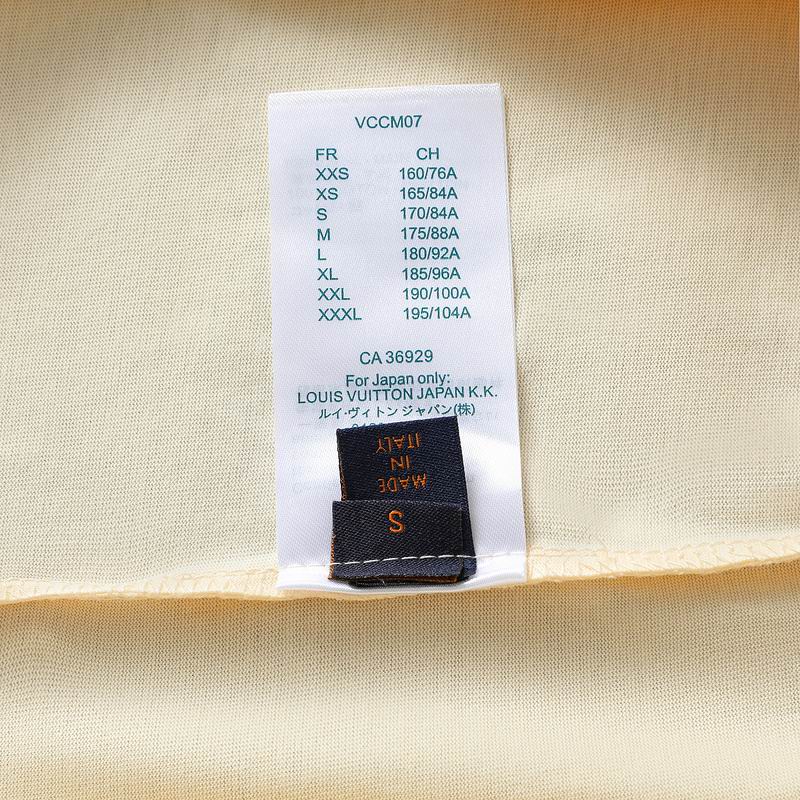 VCCM07
FR CH
XXS 160/76A
XS 165/84A
S 170/84A
M 175/88A
L 180/92A
XL 185/96A
XXL 190/100A
XXXL 195/104A
CA 36929
For Japan only:
LOUIS VUITTON JAPAN K.K.
ルイ·ヴィトン ジャパン(株)
MADE
IN
ITALY
S